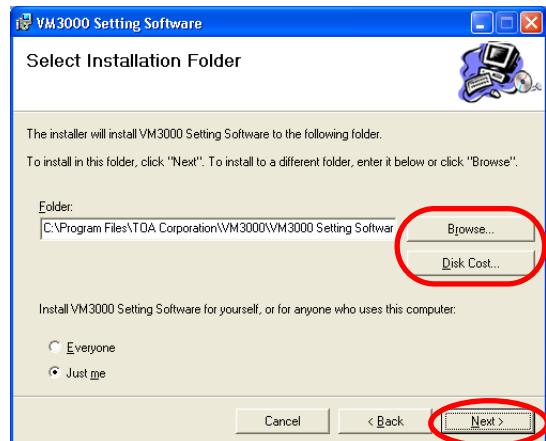 VM3000 Setting Software
Select Installation Folder
The installer will install VM3000 Setting Software to the following folder.
To install in this folder, click "Next". To install to a different folder, enter it below or click "Browse".
Folder:
C:\Program Files\TOA Corporation\VM3000\VM3000 Setting Softwar
Browse...
Disk Cost...
Install VM3000 Setting Software for yourself, or for anyone who uses this computer:
Everyone
Just me
Cancel
< Back
Next >